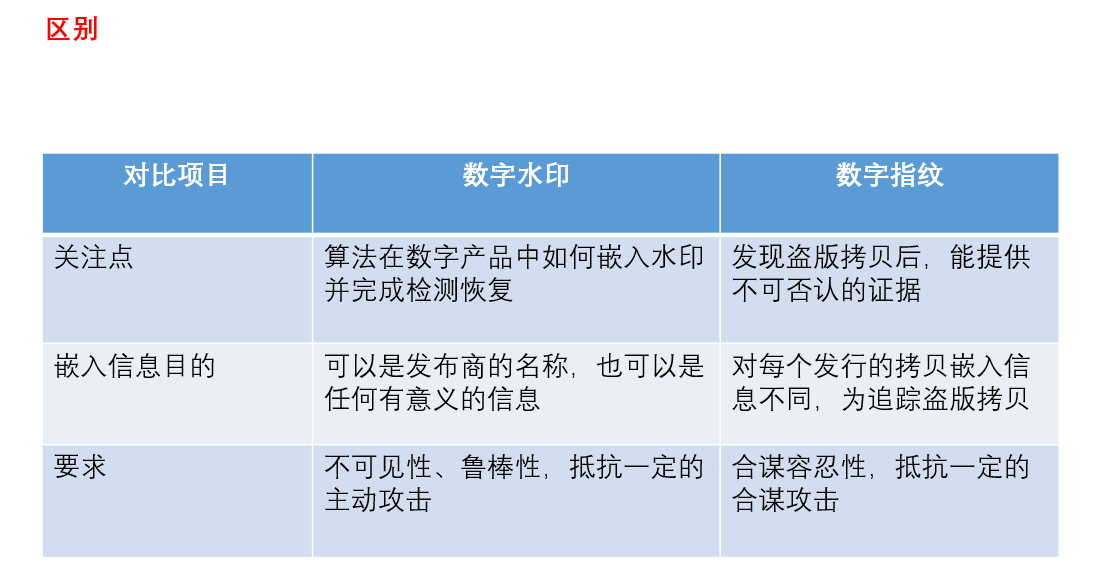 区别
对比项目
数字水印
数字指纹
关注点
算法在数字产品中如何嵌入水印
并完成检测恢复
发现盗版拷贝后，能提供
不可否认的证据
嵌入信息目的
可以是发布商的名称，也可以是
任何有意义的信息
对每个发行的拷贝嵌入信
息不同，为追踪盗版拷贝
要求
不可见性、鲁棒性，抵抗一定的
主动攻击
合谋容忍性，抵抗一定的
合谋攻击